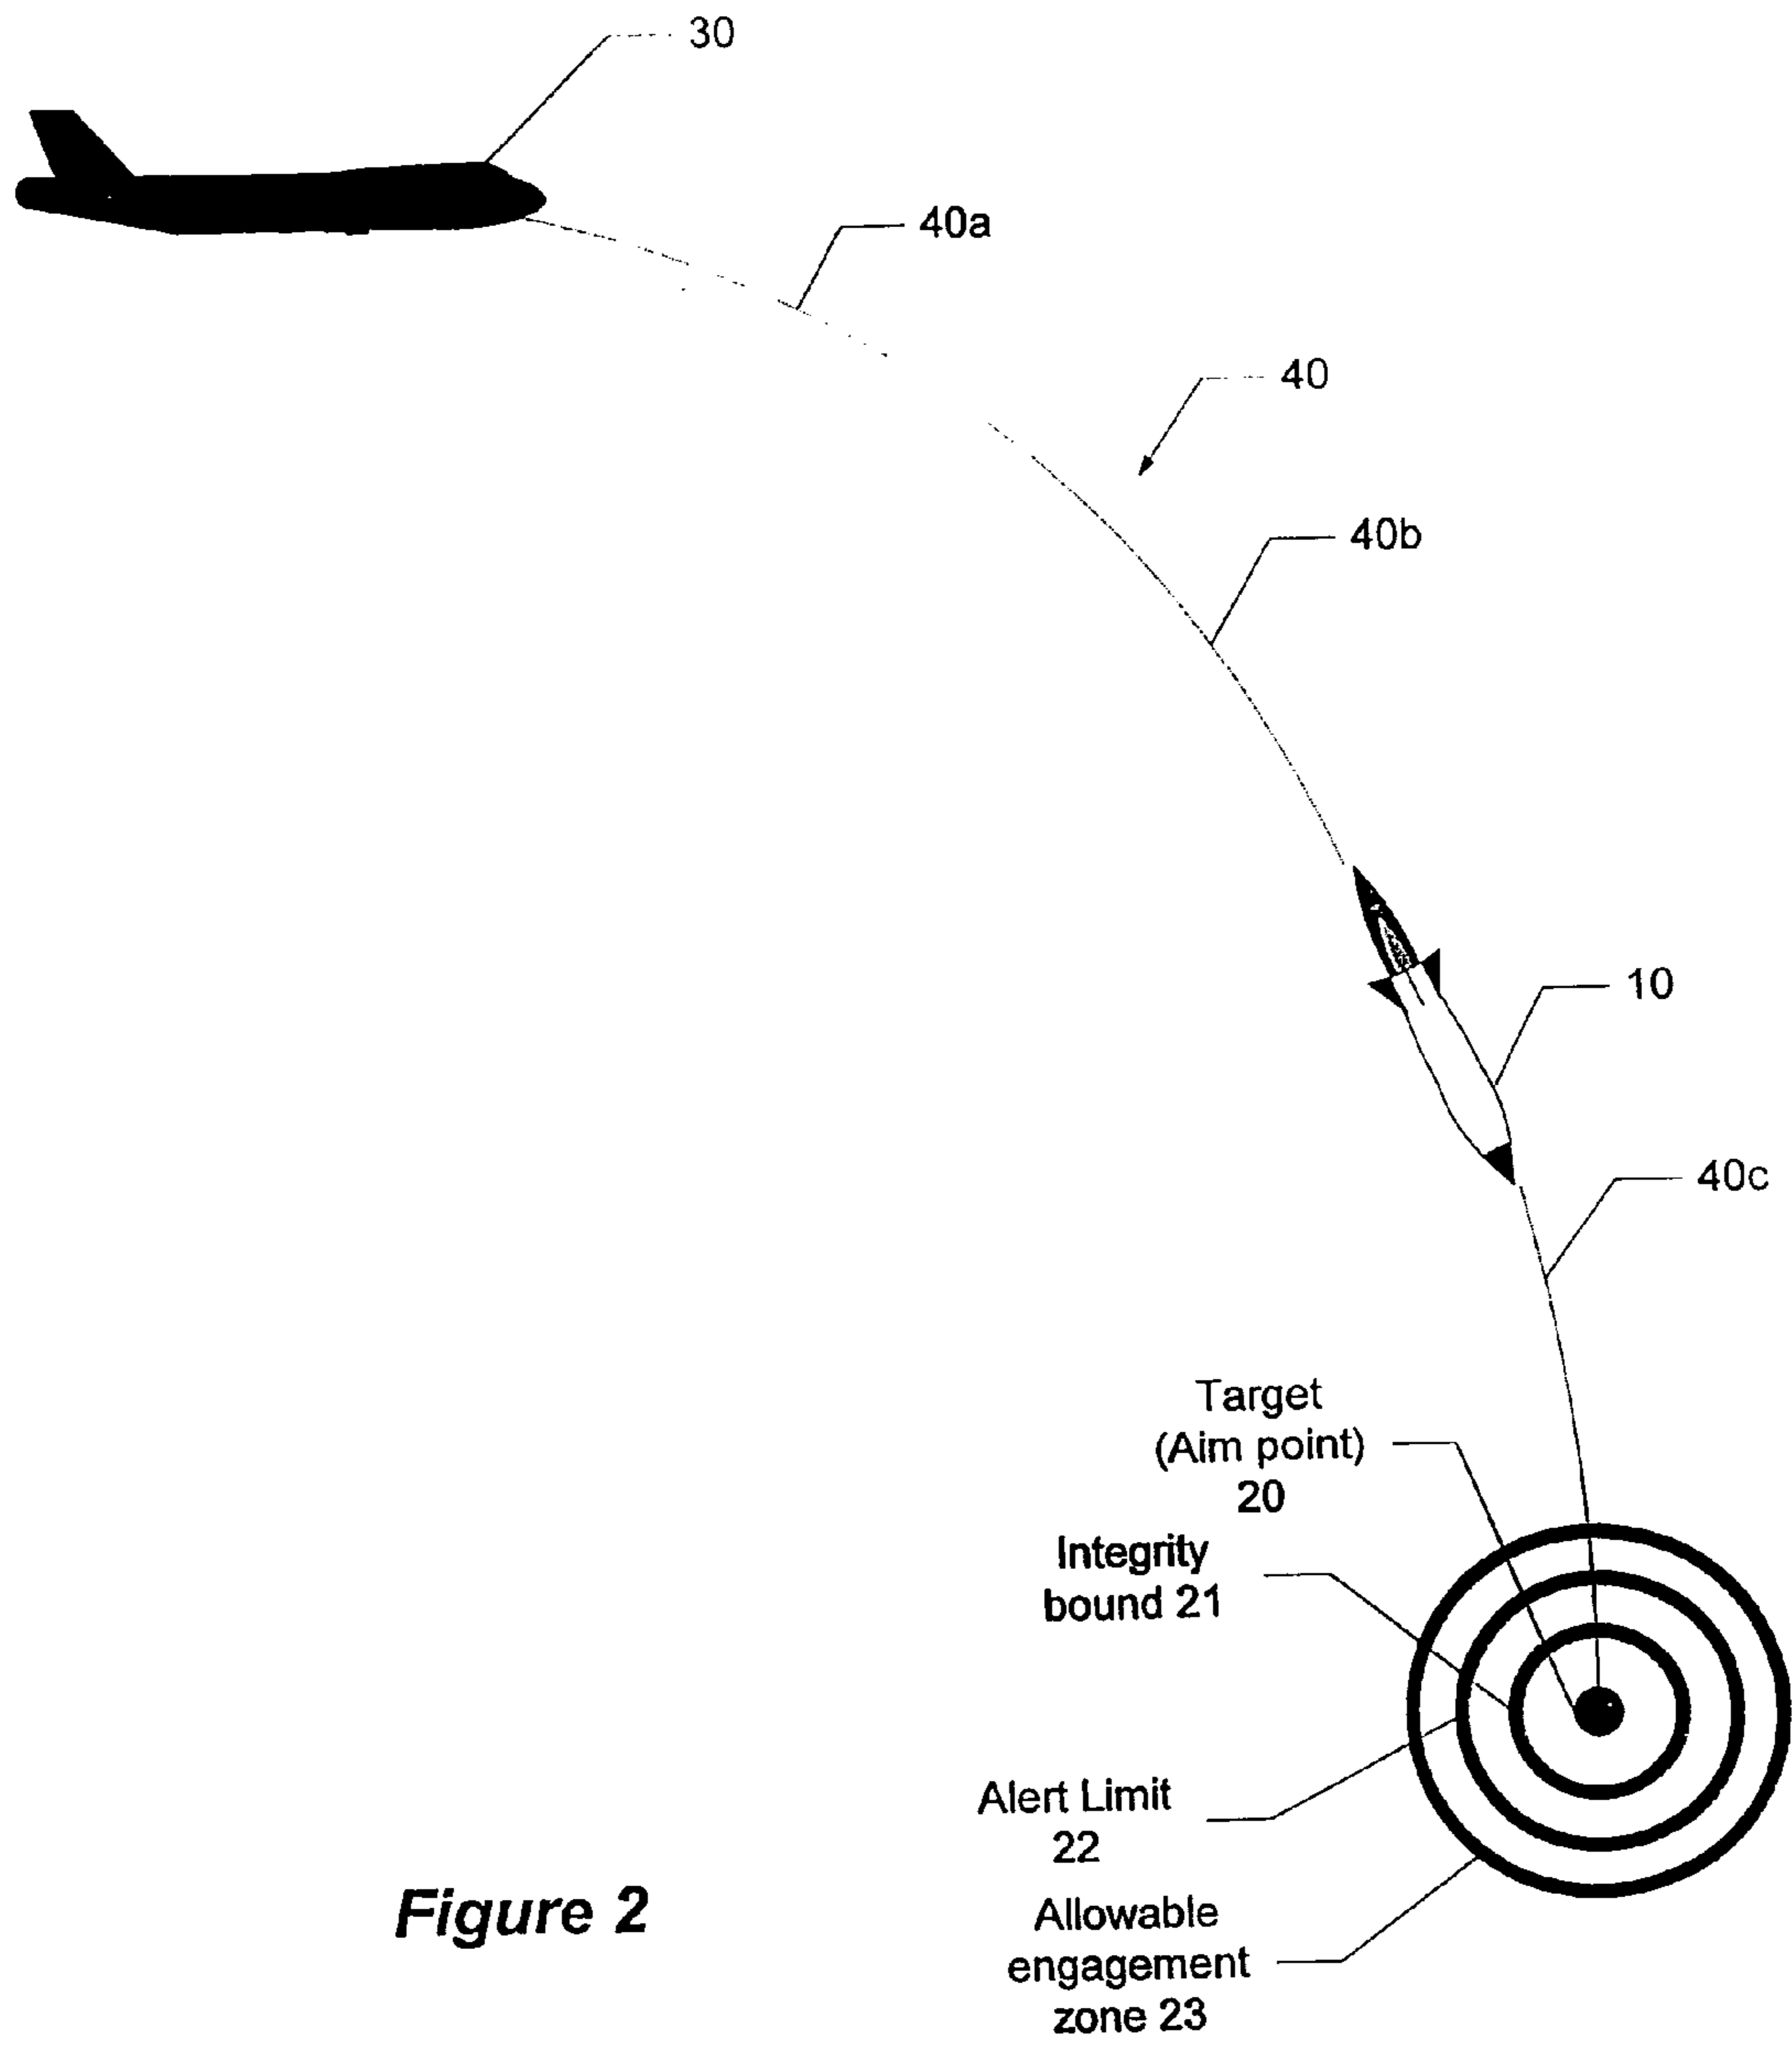 30
40a
40
40b
10
40c
Target
(Aim point)
20
Integrity
bound 21
Alert Limit
22
Figure 2
Allowable
engagement
zone 23